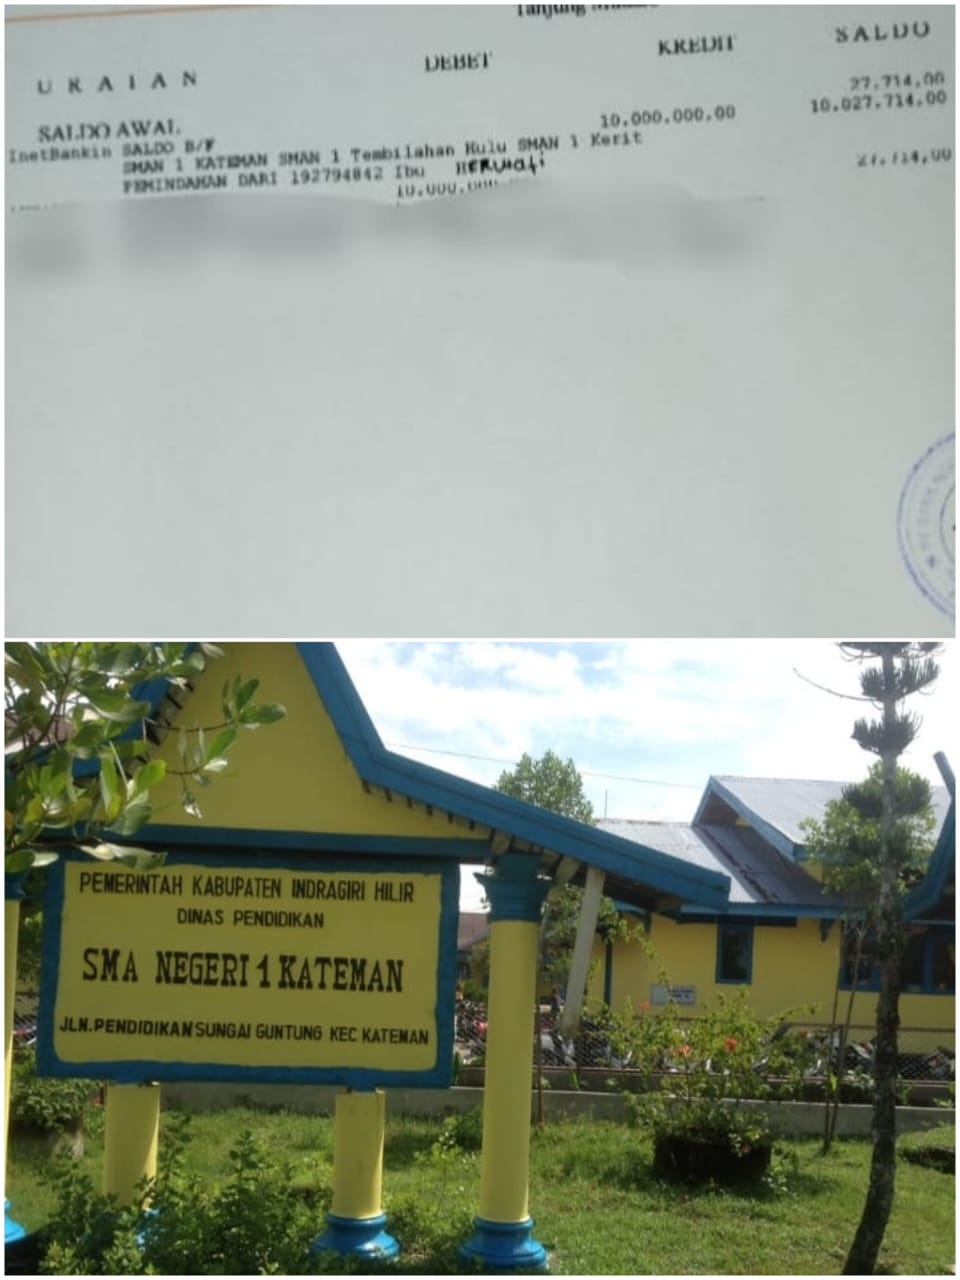 Tanjung
URAIAN DEBET KREDIT SALDO
SALDO AWAL 27.714,00
InetBankin SALDO B/F 10.000.000.00 10.027.714.00
SMAN 1 KATEMAN SMAN 1 Tembilahan Hulu SMAN 1 Kerit
PEMINDAHAN DARI 192794842 Ibu 27.714,00
PEMERINTAH KABUPATEN INDRAGIRI HILIR
DINAS PENDIDIKAN
SMA NEGERI 1 KATEMAN
JLN.PENDIDIKAN SUNGAI GUNTUNG KEC KATEMAN